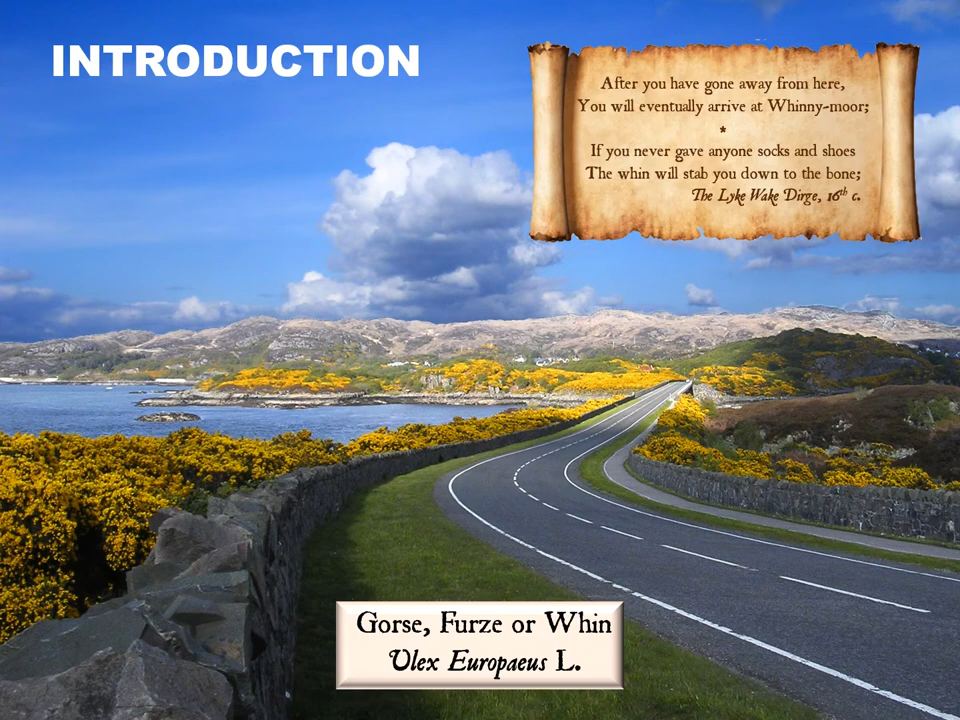 INTRODUCTION
After you have gone away from here,
You will eventually arrive at Whinny-moor;
*
If you never gave anyone socks and shoes
The whin will stab you down to the bone;
The Lyke Wake Dirge, 16th c.
Gorse, Furze or Whin
Ulex Europaeus L.